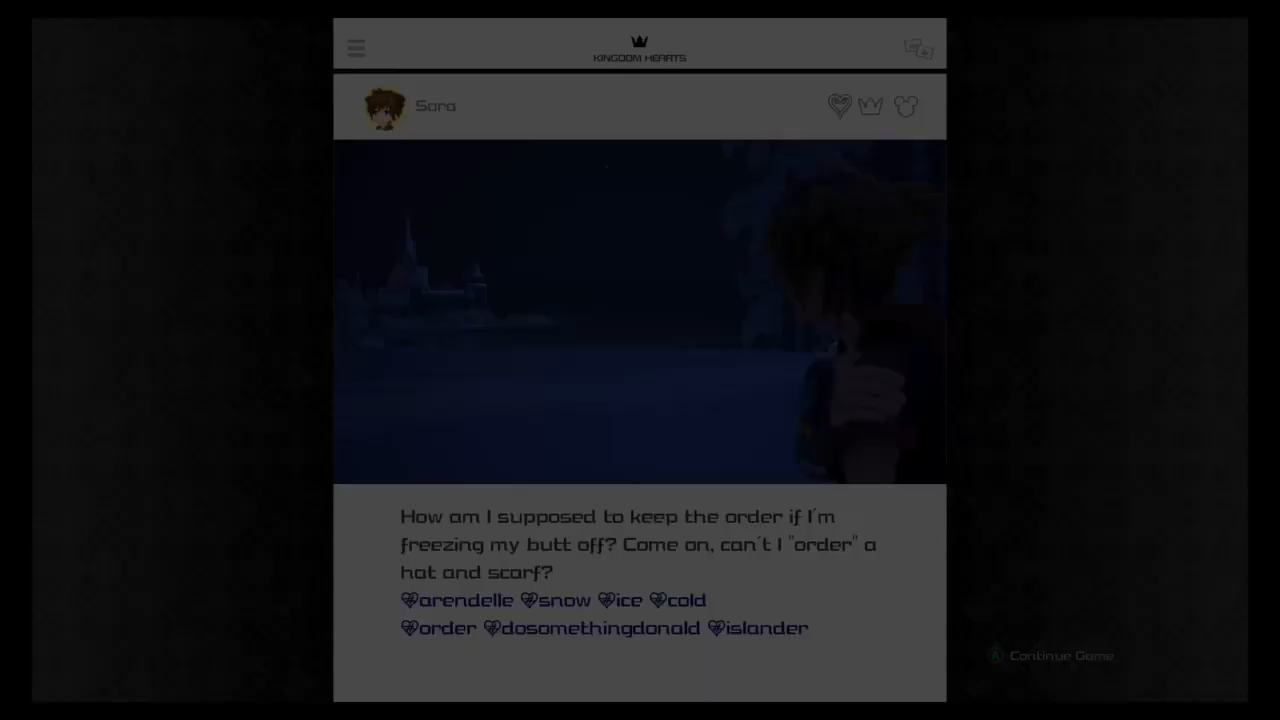 KINGDOM HEARTS
Sora
How am I supposed to keep the order if I'm
freezing my butt off? Come on, can't I "order" a
hat and scarf?
arendelle snow ice cold
order dosomethingdonald islander
A Continue Game